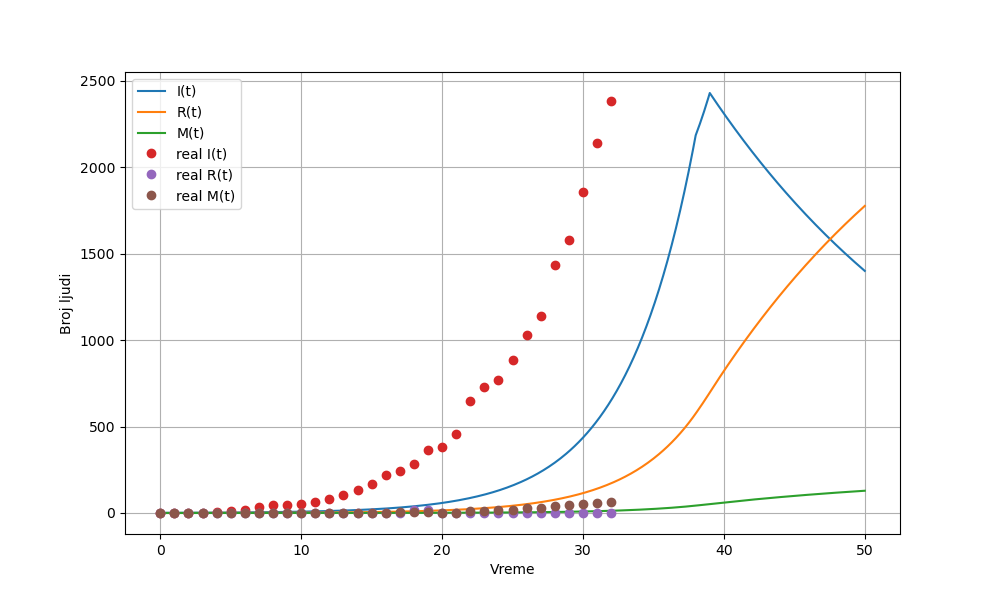 2500
2000
1500
1000
500
0
Broj ljudi
I(t)
R(t)
M(t)
real I(t)
real R(t)
real M(t)
0 10 20 30 40 50
Vreme